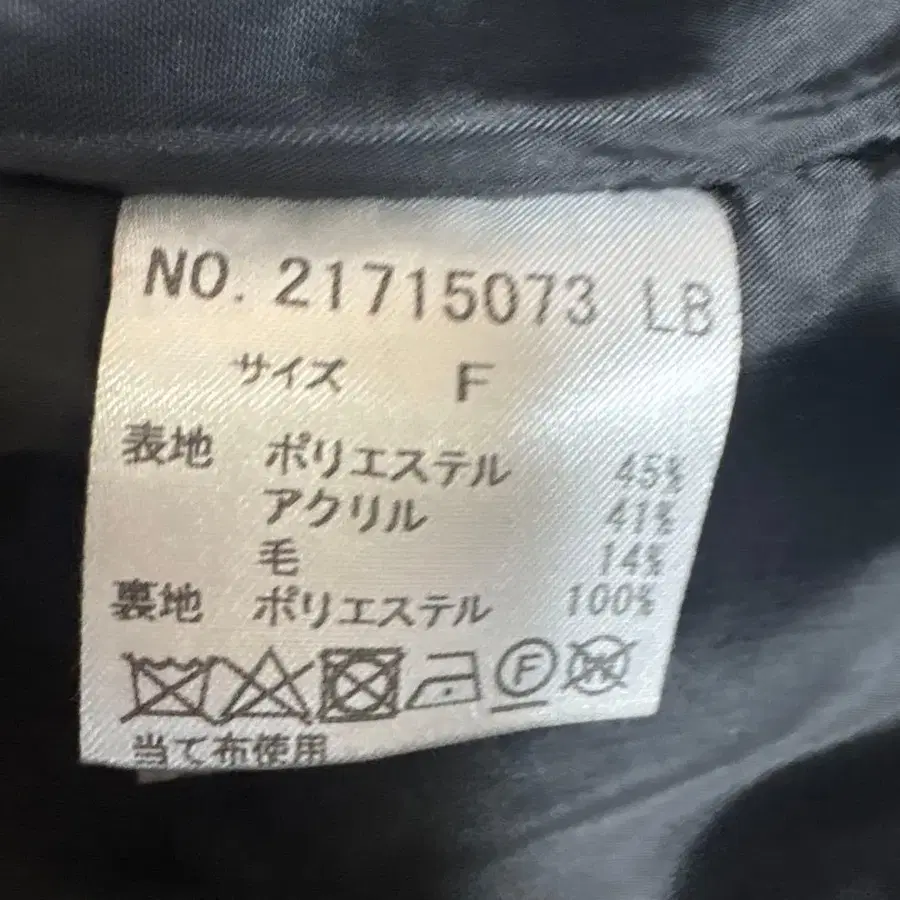 NO. 21715073 LB
サイズ F
表地 ポリエステル 45%
アクリル 41%
毛 14%
裏地 ポリエステル 100%
F W
当て布使用